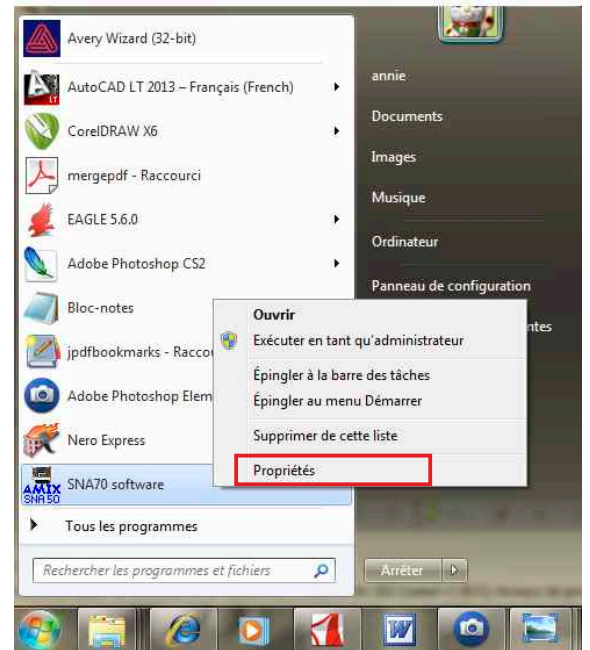 Avery Wizard (32-bit)
AutoCAD LT 2013 – Français (French)
LT
CorelDRAW X6
mergepdf - Raccourci
EAGLE 5.6.0
Adobe Photoshop CS2
Bloc-notes
jpdfbookmarks - Raccou
Adobe Photoshop Elem
Nero Express
AMIX
SNA50
SNA70 software
Tous les programmes
Rechercher les programmes et fichiers
annie
Documents
Images
Musique
Ordinateur
Panneau de configuration
ntes
Arrêter
Ouvrir
Exécuter en tant qu'administrateur
Épingler à la barre des tâches
Épingler au menu Démarrer
Supprimer de cette liste
Propriétés
W